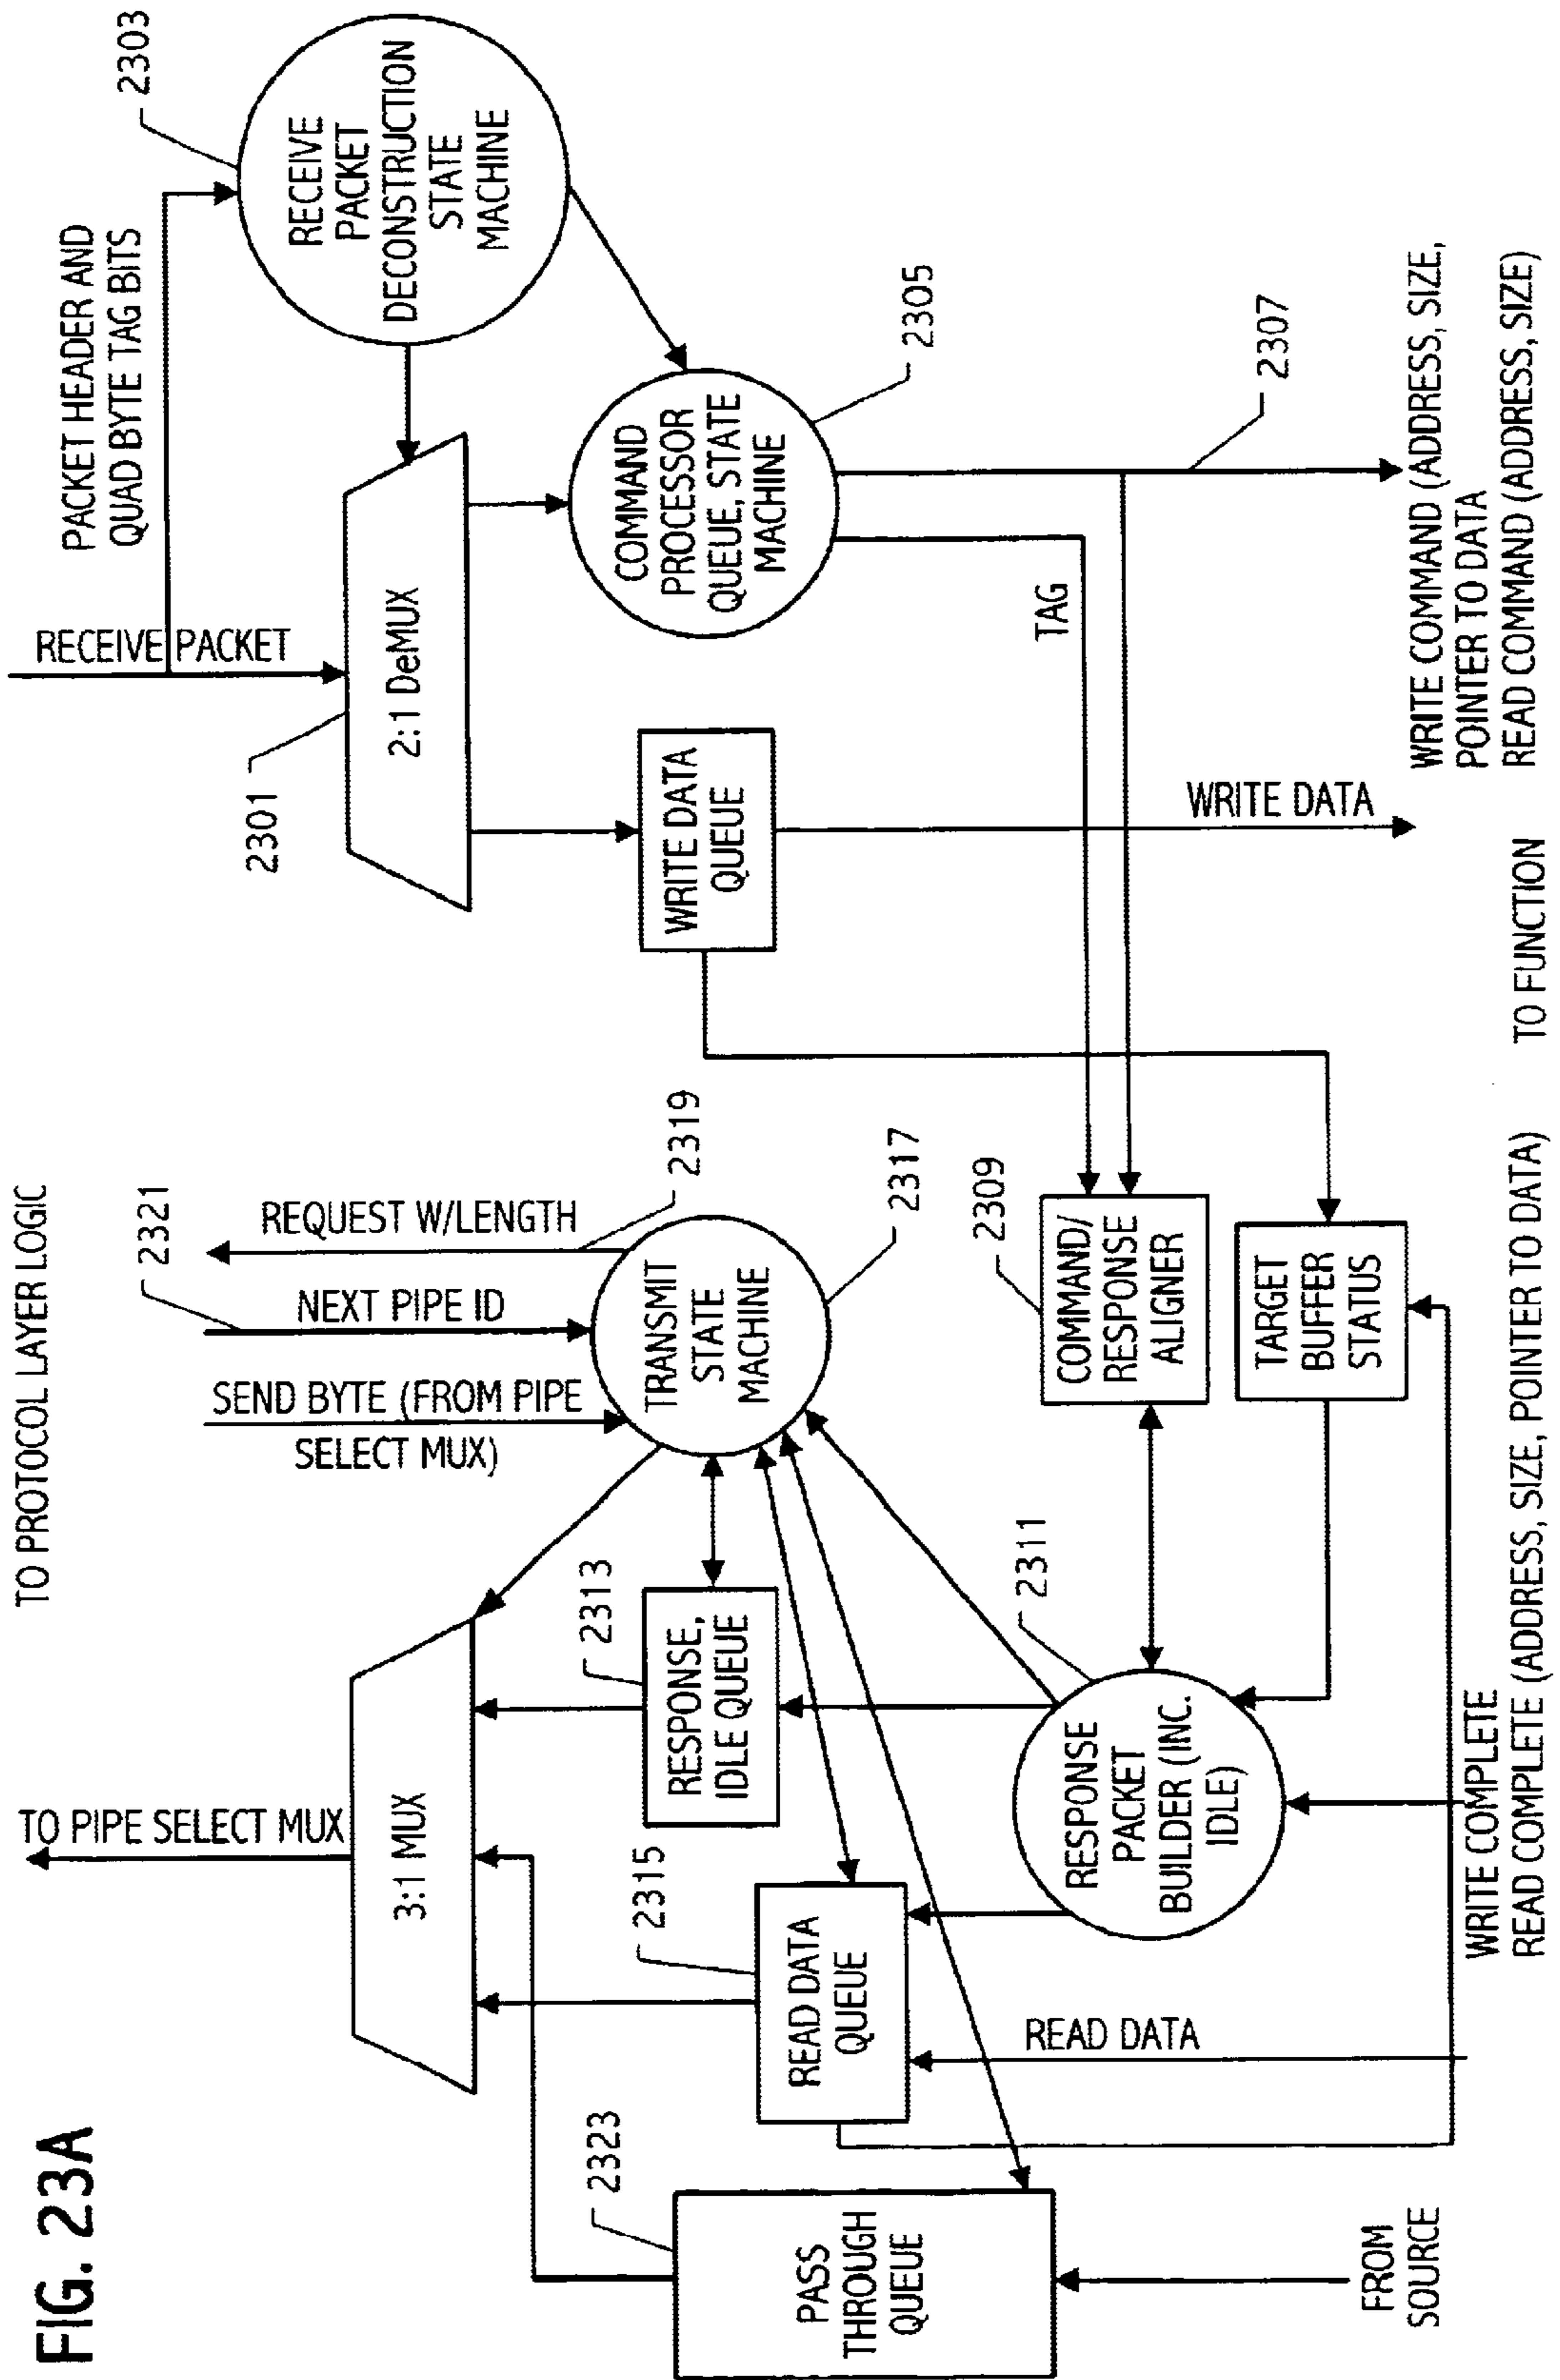 FIG. 23A
TO PROTOCOL LAYER LOGIC
TO PIPE SELECT MUX
3:1 MUX
SEND BYTE (FROM PIPE
SELECT MUX)
NEXT PIPE ID
2321
REQUEST W/LENGTH
2319
TRANSMIT
STATE
MACHINE
2317
2313
RESPONSE,
IDLE QUEUE
2315
READ DATA
QUEUE
2323
PASS
THROUGH
QUEUE
FROM
SOURCE
READ DATA
2311
RESPONSE
PACKET
BUILDER (INC.
IDLE)
2309
COMMAND/
RESPONSE
ALIGNER
TARGET
BUFFER
STATUS
WRITE COMPLETE
READ COMPLETE (ADDRESS, SIZE, POINTER TO DATA)
RECEIVE PACKET
PACKET HEADER AND
QUAD BYTE TAG BITS
2303
RECEIVE
PACKET
DECONSTRUCTION
STATE
MACHINE
2301
2:1 DeMUX
WRITE DATA
QUEUE
COMMAND
PROCESSOR
QUEUE, STATE
MACHINE
2305
TAG
2307
WRITE DATA
WRITE COMMAND (ADDRESS, SIZE,
POINTER TO DATA
READ COMMAND (ADDRESS, SIZE)
TO FUNCTION